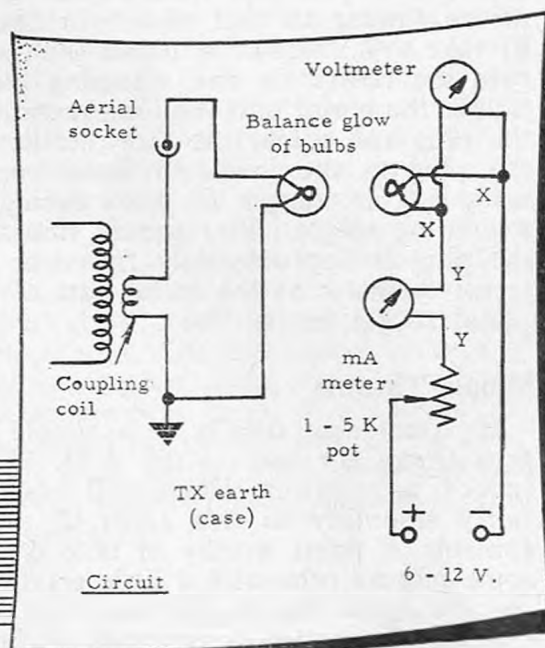 Voltmeter
Aerial
socket
Balance glow
of bulbs
X
X
Y
Y
mA
meter
1 - 5 K
pot
Coupling
coil
TX earth
(case)
+ −
6 - 12 V.
Circuit